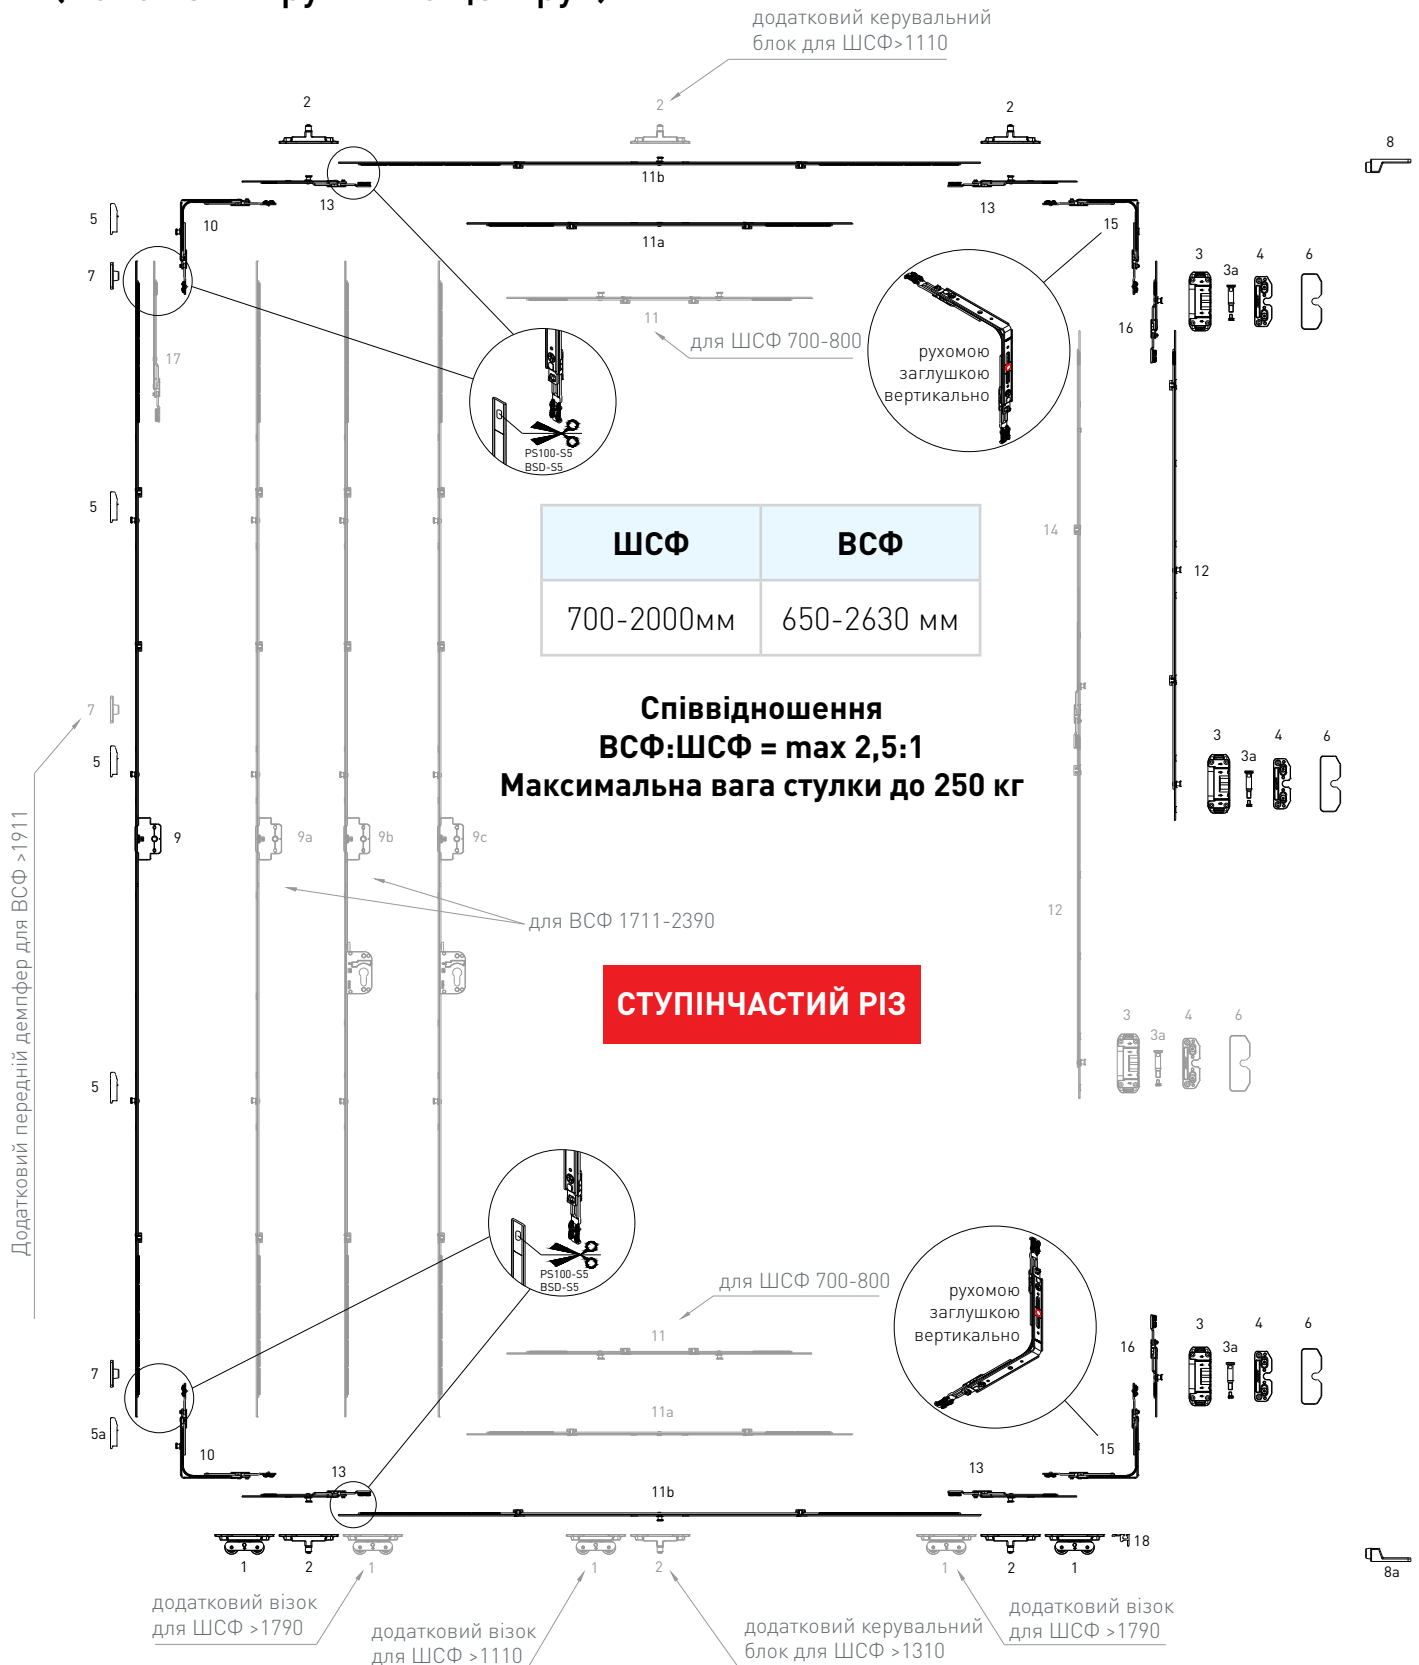 додатковий керувальний
блок для ШСФ>1110
2
2
2
8
11b
13
13
5
10
15
11a
7
3
3a
4
6
11
для ШСФ 700-800
16
17
рухомою
заглушкою
вертикально
PS100-S5
BSD-S5
5
ШСФ
ВСФ
14
12
700-2000мм
650-2630 мм
7
Співвідношення
ВСФ:ШСФ = max 2,5:1
Максимальна вага стулки до 250 кг
3
3a
4
6
5
9
9a
9b
9c
Додатковий передній демпфер для ВСФ >1911
для ВСФ 1711-2390
12
СТУПІНЧАСТИЙ РІЗ
3
3a
4
6
5
PS100-S5
BSD-S5
для ШСФ 700-800
рухомою
заглушкою
вертикально
11
16
3
3a
4
6
7
11a
5a
10
15
13
11b
13
1
2
1
1
2
1
2
1
18
8a
додатковий візок
для ШСФ >1790
додатковий візок
для ШСФ >1110
додатковий керувальний
блок для ШСФ >1310
додатковий візок
для ШСФ >1790